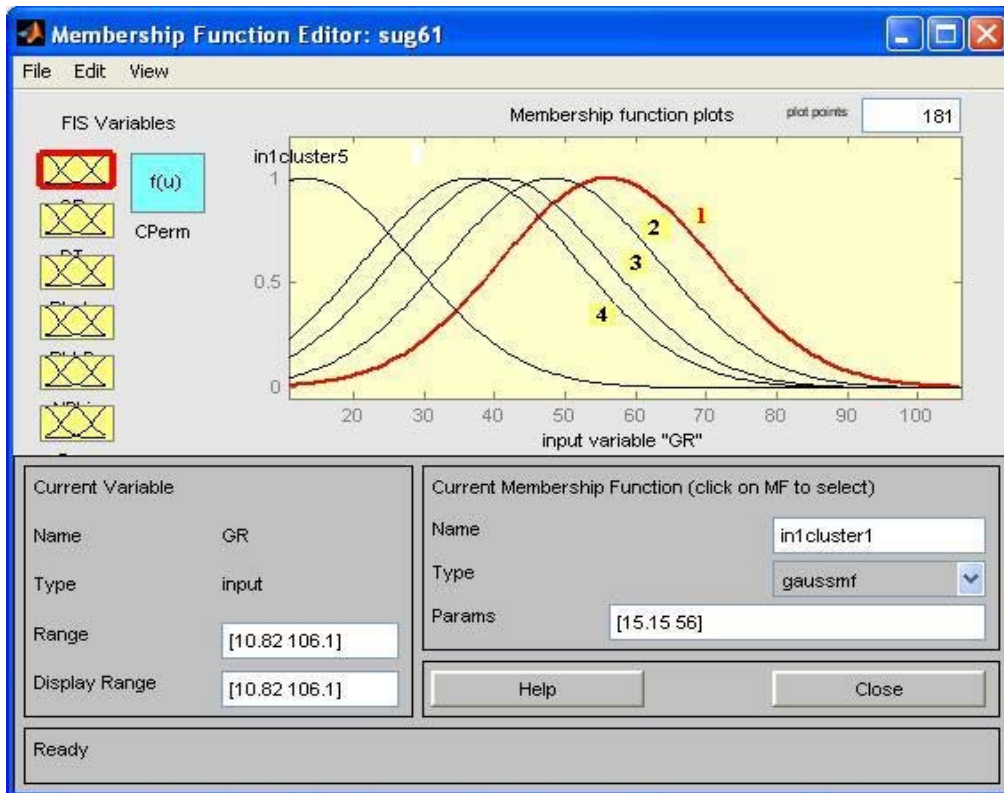 Membership Function Editor: sug61
File Edit View
FIS Variables
f(u)
CPerm
Membership function plots
plot points:
181
in1cluster5
1
0.5
0
1
2
3
4
20 30 40 50 60 70 80 90 100
input variable "GR"
Current Variable
Name GR
Type input
Range [10.82 106.1]
Display Range [10.82 106.1]
Current Membership Function (click on MF to select)
Name in1cluster1
Type gaussmf
Params [15.15 56]
Help Close
Ready